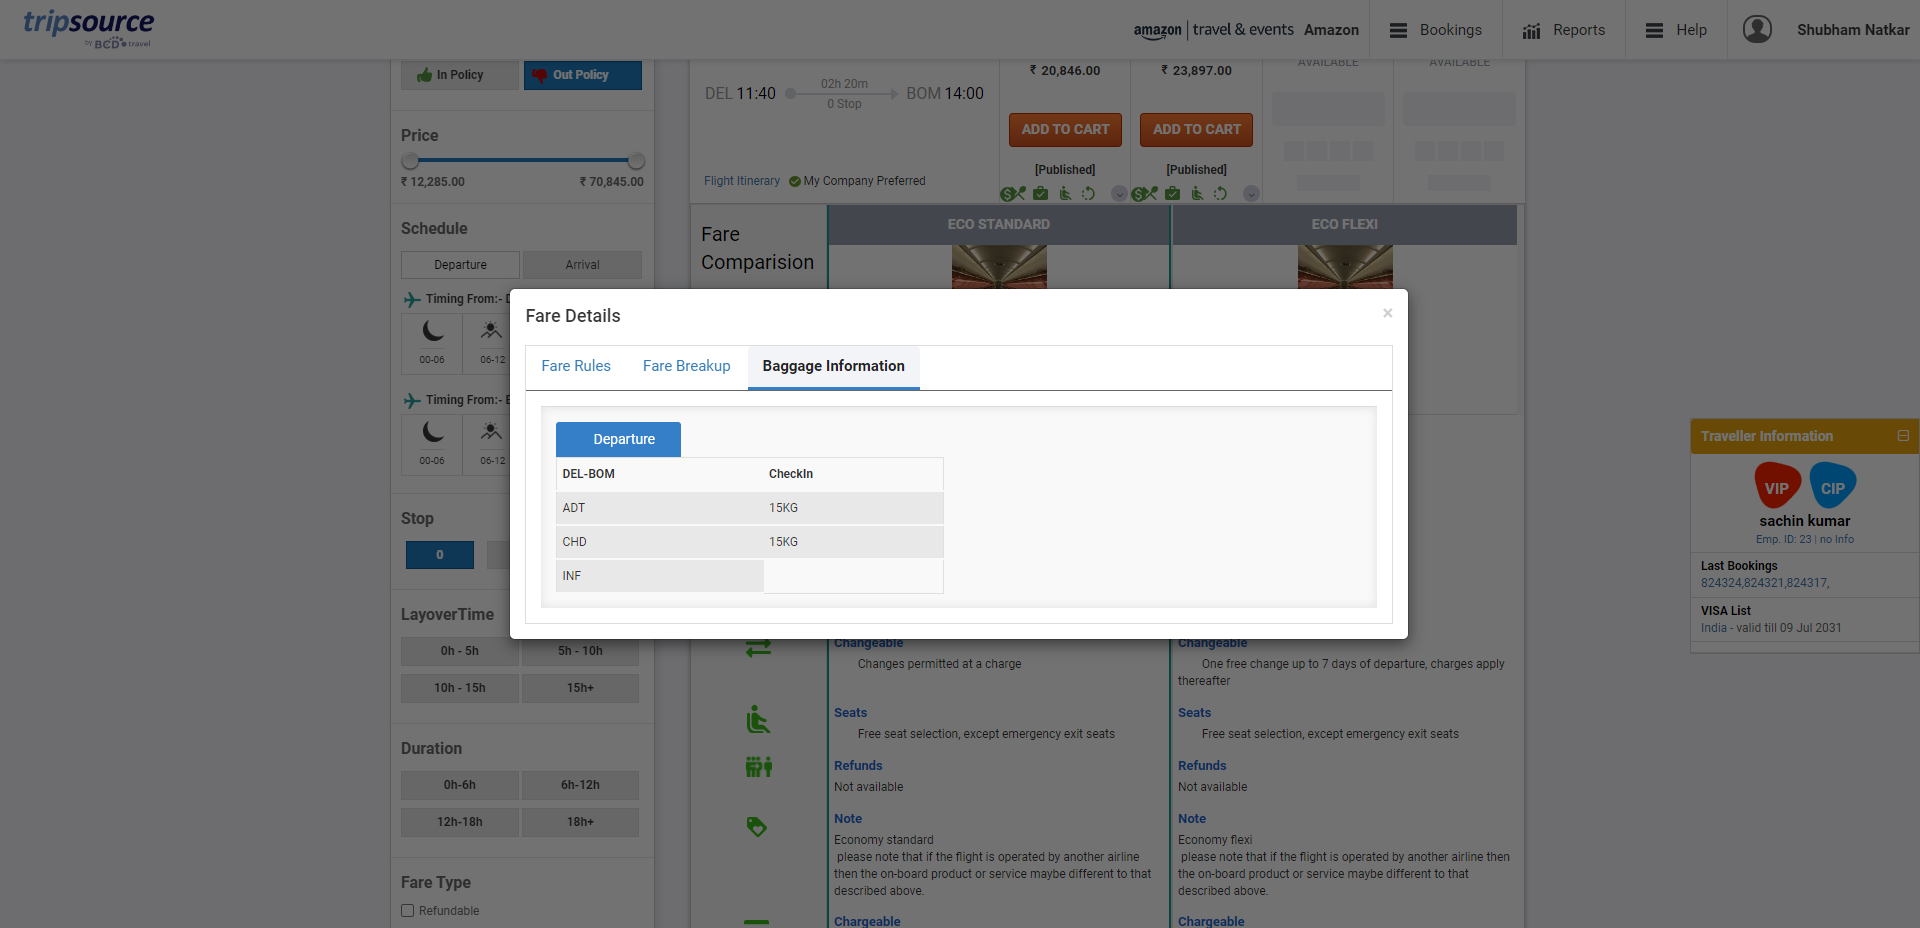 tripsource
by BCD travel
amazon | travel & events Amazon
Bookings
Reports
Help
Shubham Natkar
In Policy
Out Policy
Price
₹ 12,285.00
₹ 70,845.00
Schedule
Departure
Arrival
Timing From:- D
00-06
06-12
Timing From:- B
00-06
06-12
Stop
0
LayoverTime
0h - 5h
5h - 10h
10h - 15h
15h+
Duration
0h-6h
6h-12h
12h-18h
18h+
Fare Type
Refundable
DEL 11:40
02h 20m
0 Stop
BOM 14:00
Flight Itinerary
My Company Preferred
₹ 20,846.00
ADD TO CART
[Published]
₹ 23,897.00
ADD TO CART
[Published]
AVAILABLE
AVAILABLE
Fare
Comparision
ECO STANDARD
ECO FLEXI
Fare Details
×
Fare Rules
Fare Breakup
Baggage Information
Departure
DEL-BOM CheckIn
ADT 15KG
CHD 15KG
INF
Changeable
Changes permitted at a charge
Seats
Free seat selection, except emergency exit seats
Refunds
Not available
Note
Economy standard
please note that if the flight is operated by another airline
then the on-board product or service maybe different to that
described above.
Chargeable
Changeable
One free change up to 7 days of departure, charges apply
thereafter
Seats
Free seat selection, except emergency exit seats
Refunds
Not available
Note
Economy flexi
please note that if the flight is operated by another airline then
the on-board product or service maybe different to that
described above.
Chargeable
Traveller Information
VIP
CIP
sachin kumar
Emp. ID: 23 | no Info
Last Bookings
824324,824321,824317,
VISA List
India - valid till 09 Jul 2031